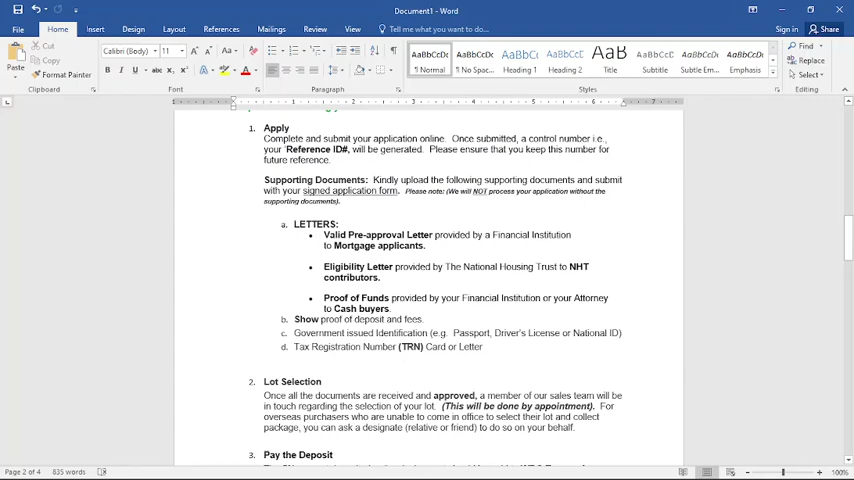 Document1 - Word
Sign in
Share
File
Home
Insert
Design
Layout
References
Mailings
Review
View
Tell me what you want to do...
Paste
Cut
Copy
Format Painter
Clipboard
Calibri (Body)
11
Font
Paragraph
AaBbCcDc
AaBbCcDc
AaBbCc
AaBbCcD
AaB
AaBbCcD
AaBbCcDc
AaBbCcDc
¶ Normal
¶ No Spac...
Heading 1
Heading 2
Title
Subtitle
Subtle Em...
Emphasis
Styles
Find
Replace
Select
Editing
1. Apply
Complete and submit your application online. Once submitted, a control number i.e.,
your 'Reference ID#, will be generated. Please ensure that you keep this number for
future reference.
Supporting Documents: Kindly upload the following supporting documents and submit
with your signed application form. Please note: (We will NOT process your application without the
supporting documents).
a. LETTERS:
• Valid Pre-approval Letter provided by a Financial Institution
to Mortgage applicants.
• Eligibility Letter provided by The National Housing Trust to NHT
contributors.
• Proof of Funds provided by your Financial Institution or your Attorney
to Cash buyers.
b. Show proof of deposit and fees.
c. Government issued Identification (e.g. Passport, Driver's License or National ID)
d. Tax Registration Number (TRN) Card or Letter
2. Lot Selection
Once all the documents are received and approved, a member of our sales team will be
in touch regarding the selection of your lot. (This will be done by appointment). For
overseas purchasers who are unable to come in office to select their lot and collect
package, you can ask a designate (relative or friend) to do so on your behalf.
3. Pay the Deposit
Page 2 of 4
835 words
100%